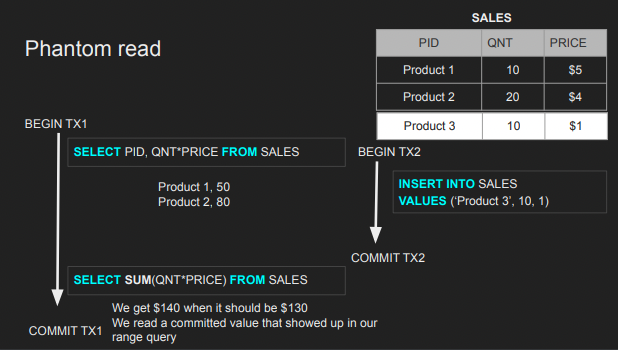 Phantom read
SALES
PID QNT PRICE
Product 1 10 $5
Product 2 20 $4
Product 3 10 $1
BEGIN TX1
SELECT PID, QNT*PRICE FROM SALES
Product 1, 50
Product 2, 80
BEGIN TX2
INSERT INTO SALES
VALUES (‘Product 3’, 10, 1)
COMMIT TX2
SELECT SUM(QNT*PRICE) FROM SALES
We get $140 when it should be $130
We read a committed value that showed up in our
range query
COMMIT TX1